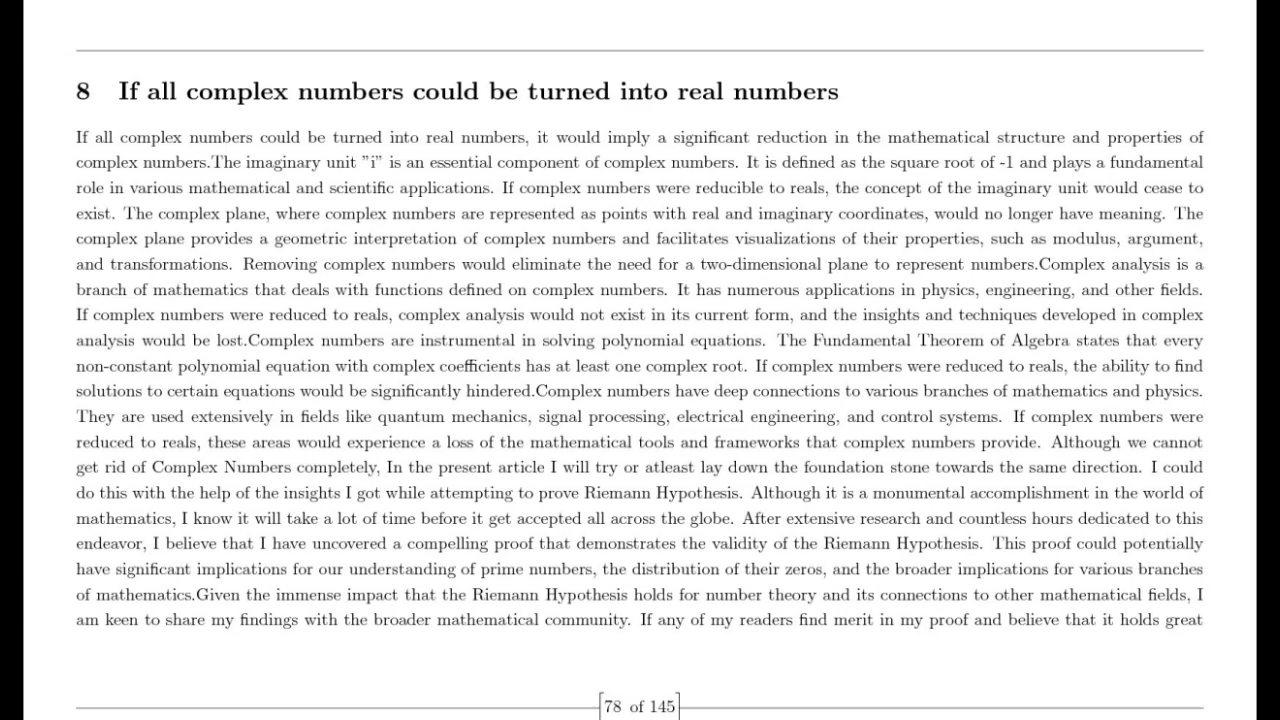 8 If all complex numbers could be turned into real numbers
If all complex numbers could be turned into real numbers, it would imply a significant reduction in the mathematical structure and properties of
complex numbers.The imaginary unit ”i” is an essential component of complex numbers. It is defined as the square root of -1 and plays a fundamental
role in various mathematical and scientific applications. If complex numbers were reducible to reals, the concept of the imaginary unit would cease to
exist. The complex plane, where complex numbers are represented as points with real and imaginary coordinates, would no longer have meaning. The
complex plane provides a geometric interpretation of complex numbers and facilitates visualizations of their properties, such as modulus, argument,
and transformations. Removing complex numbers would eliminate the need for a two-dimensional plane to represent numbers.Complex analysis is a
branch of mathematics that deals with functions defined on complex numbers. It has numerous applications in physics, engineering, and other fields.
If complex numbers were reduced to reals, complex analysis would not exist in its current form, and the insights and techniques developed in complex
analysis would be lost.Complex numbers are instrumental in solving polynomial equations. The Fundamental Theorem of Algebra states that every
non-constant polynomial equation with complex coefficients has at least one complex root. If complex numbers were reduced to reals, the ability to find
solutions to certain equations would be significantly hindered.Complex numbers have deep connections to various branches of mathematics and physics.
They are used extensively in fields like quantum mechanics, signal processing, electrical engineering, and control systems. If complex numbers were
reduced to reals, these areas would experience a loss of the mathematical tools and frameworks that complex numbers provide. Although we cannot
get rid of Complex Numbers completely, In the present article I will try or atleast lay down the foundation stone towards the same direction. I could
do this with the help of the insights I got while attempting to prove Riemann Hypothesis. Although it is a monumental accomplishment in the world of
mathematics, I know it will take a lot of time before it get accepted all across the globe. After extensive research and countless hours dedicated to this
endeavor, I believe that I have uncovered a compelling proof that demonstrates the validity of the Riemann Hypothesis. This proof could potentially
have significant implications for our understanding of prime numbers, the distribution of their zeros, and the broader implications for various branches
of mathematics.Given the immense impact that the Riemann Hypothesis holds for number theory and its connections to other mathematical fields, I
am keen to share my findings with the broader mathematical community. If any of my readers find merit in my proof and believe that it holds great
78 of 145